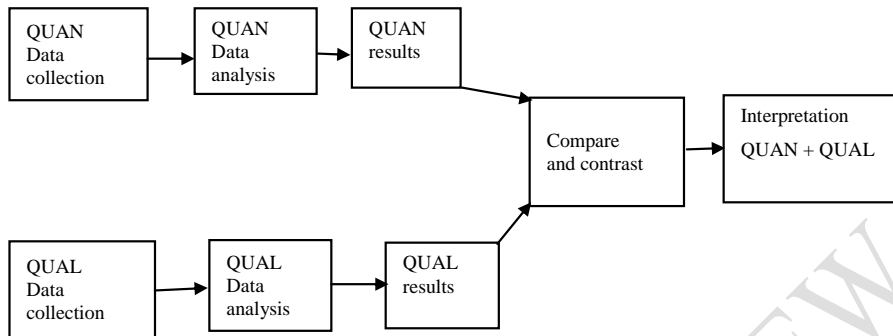 QUAN
Data
collection
QUAN
Data
analysis
QUAN
results
Compare
and contrast
Interpretation
QUAN + QUAL
QUAL
Data
collection
QUAL
Data
analysis
QUAL
results
EW